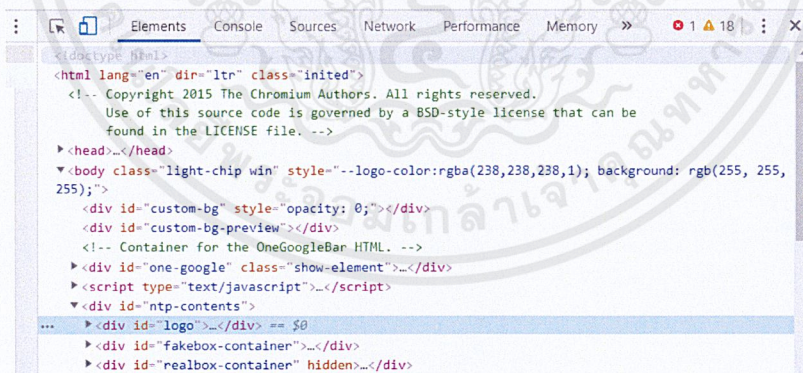 Elements Console Sources Network Performance Memory » 1 18
<!doctype html>
<html lang="en" dir="ltr" class="inited">
<!-- Copyright 2015 The Chromium Authors. All rights reserved.
Use of this source code is governed by a BSD-style license that can be
found in the LICENSE file. -->
<head>…</head>
<body class="light-chip win" style="--logo-color:rgba(238,238,238,1); background: rgb(255, 255,
255);">
<div id="custom-bg" style="opacity: 0;"></div>
<div id="custom-bg-preview"></div>
<!-- Container for the OneGoogleBar HTML. -->
<div id="one-google" class="show-element">…</div>
<script type="text/javascript">…</script>
<div id="ntp-contents">
… <div id="logo">…</div> == $0
<div id="fakebox-container">…</div>
<div id="realbox-container" hidden>…</div>